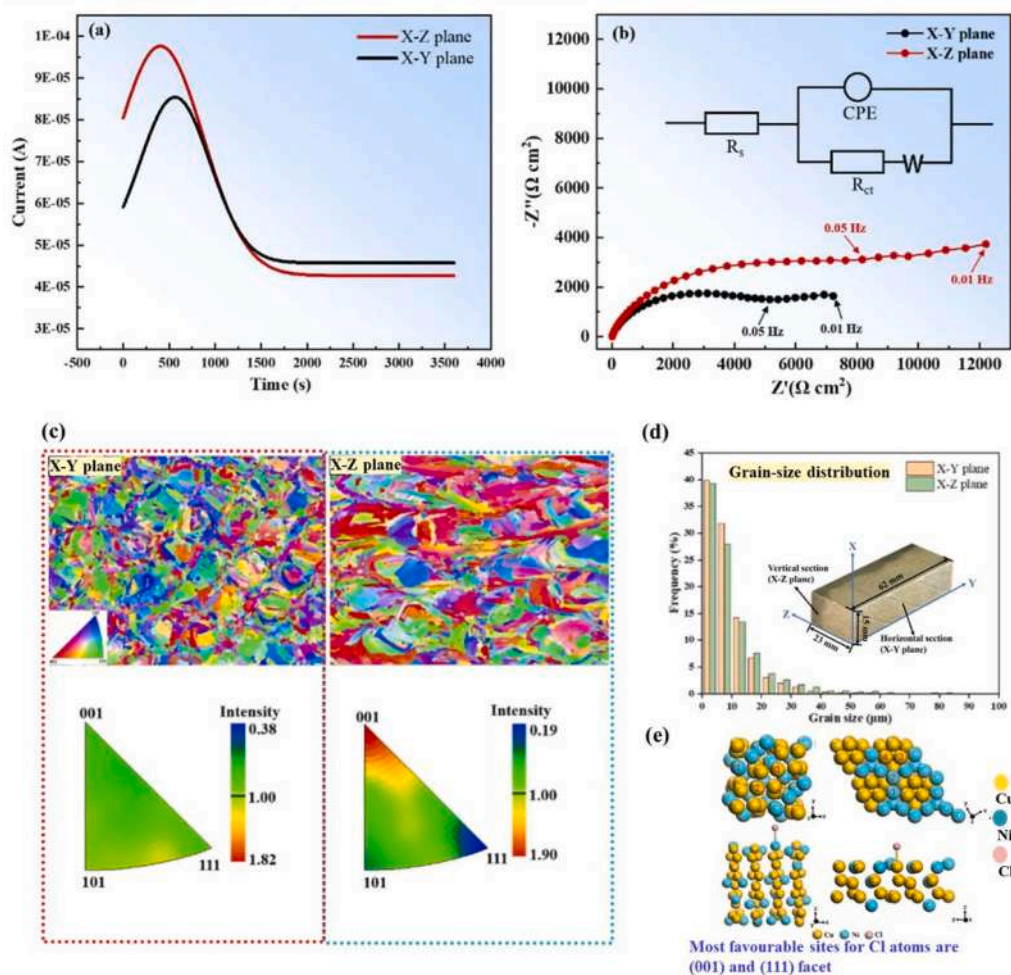 (a)
X-Z plane
X-Y plane
1E-04
9E-05
8E-05
7E-05
6E-05
5E-05
4E-05
3E-05
Current (A)
-500 0 500 1000 1500 2000 2500 3000 3500 4000
Time (s)
(b)
X-Y plane
X-Z plane
12000
10000
8000
6000
4000
2000
0
-Z''(Ω cm²)
CPE
Rs
Rct
W
0.05 Hz
0.01 Hz
0.05 Hz
0.01 Hz
0 2000 4000 6000 8000 10000 12000
Z'(Ω cm²)
(c)
X-Y plane
X-Z plane
001
101
111
Intensity
0.38
1.00
1.82
001
101
111
Intensity
0.19
1.00
1.90
(d)
Grain-size distribution
X-Y plane
X-Z plane
45
40
35
30
25
20
15
10
5
0
Frequency (%)
Vertical section
(X-Z plane)
X
Y
Z
62 mm
15 mm
23 mm
Horizontal section
(X-Y plane)
0 10 20 30 40 50 60 70 80 90 100
Grain size (μm)
(e)
Cu
Ni
Cl
Cu Ni Cl
Most favourable sites for Cl atoms are
(001) and (111) facet